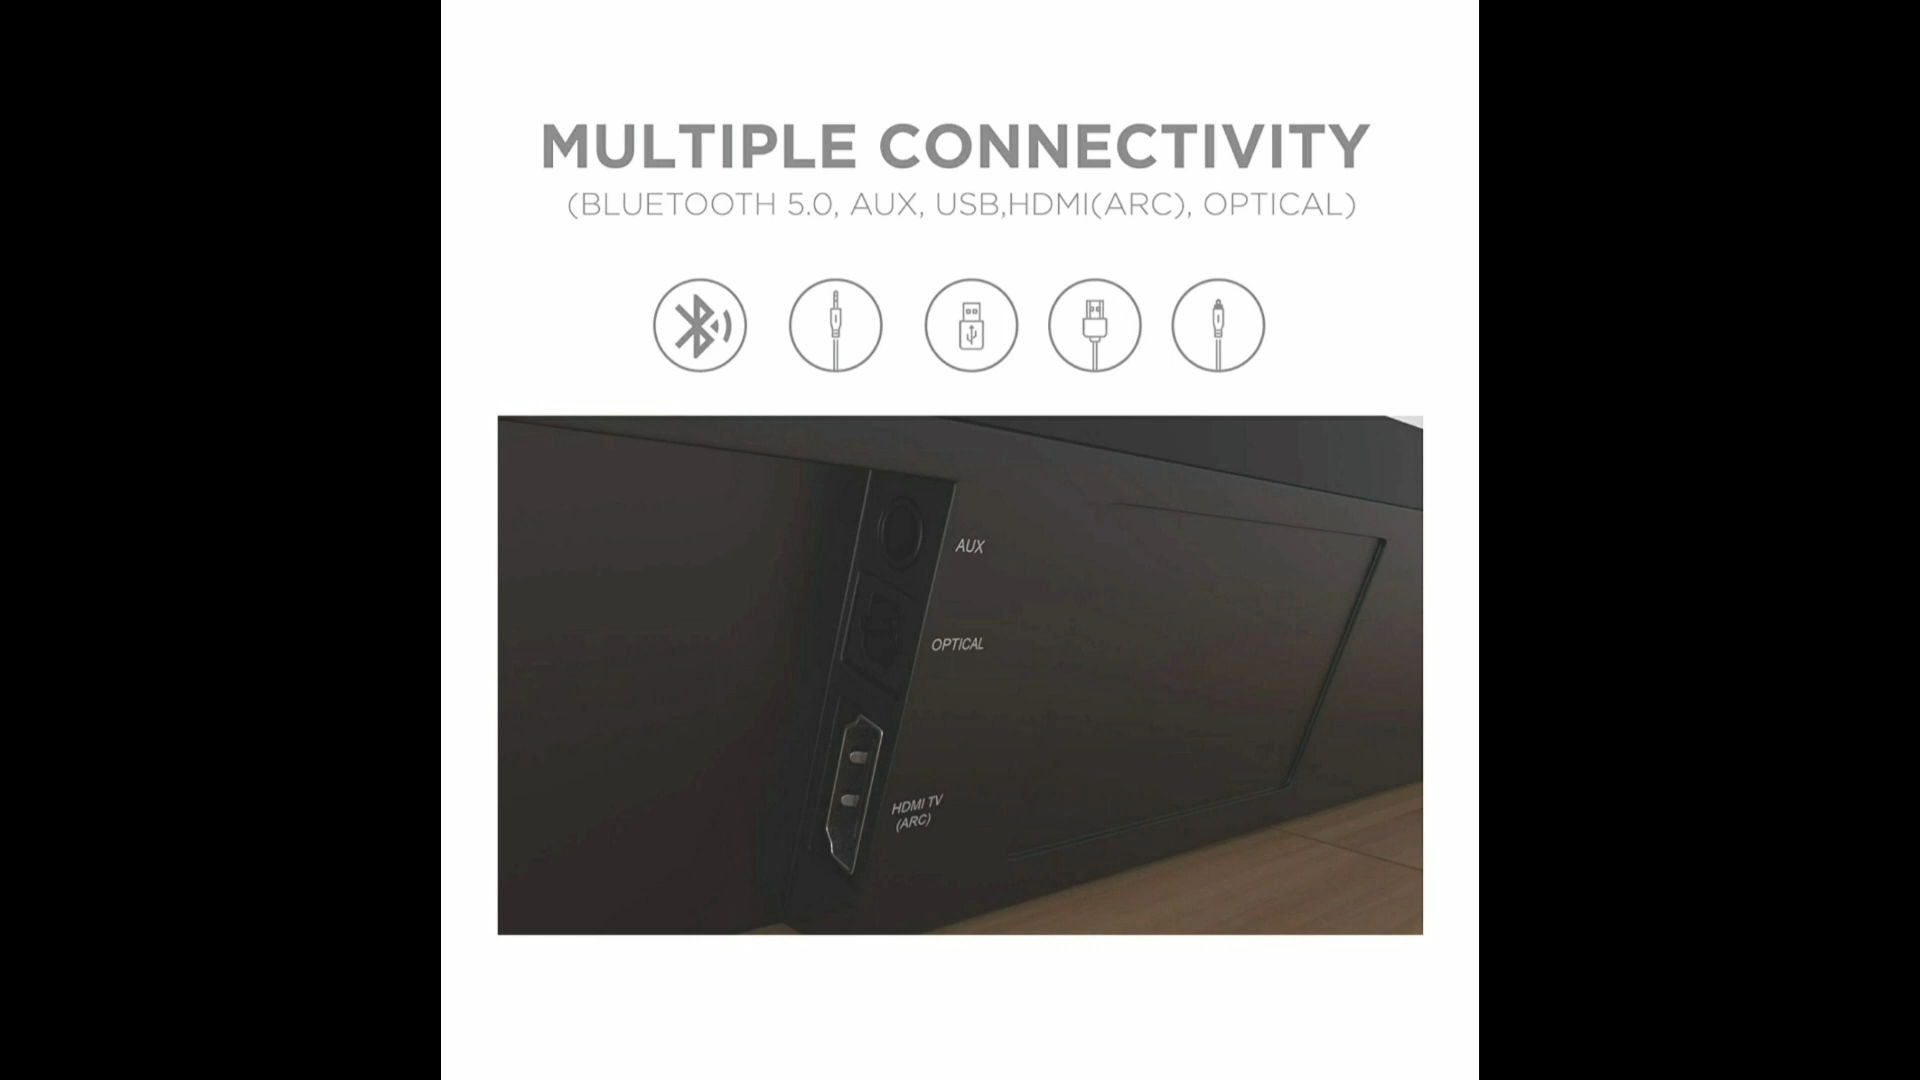 MULTIPLE CONNECTIVITY
(BLUETOOTH 5.0, AUX, USB,HDMI(ARC), OPTICAL)
AUX
OPTICAL
HDMI TV
(ARC)